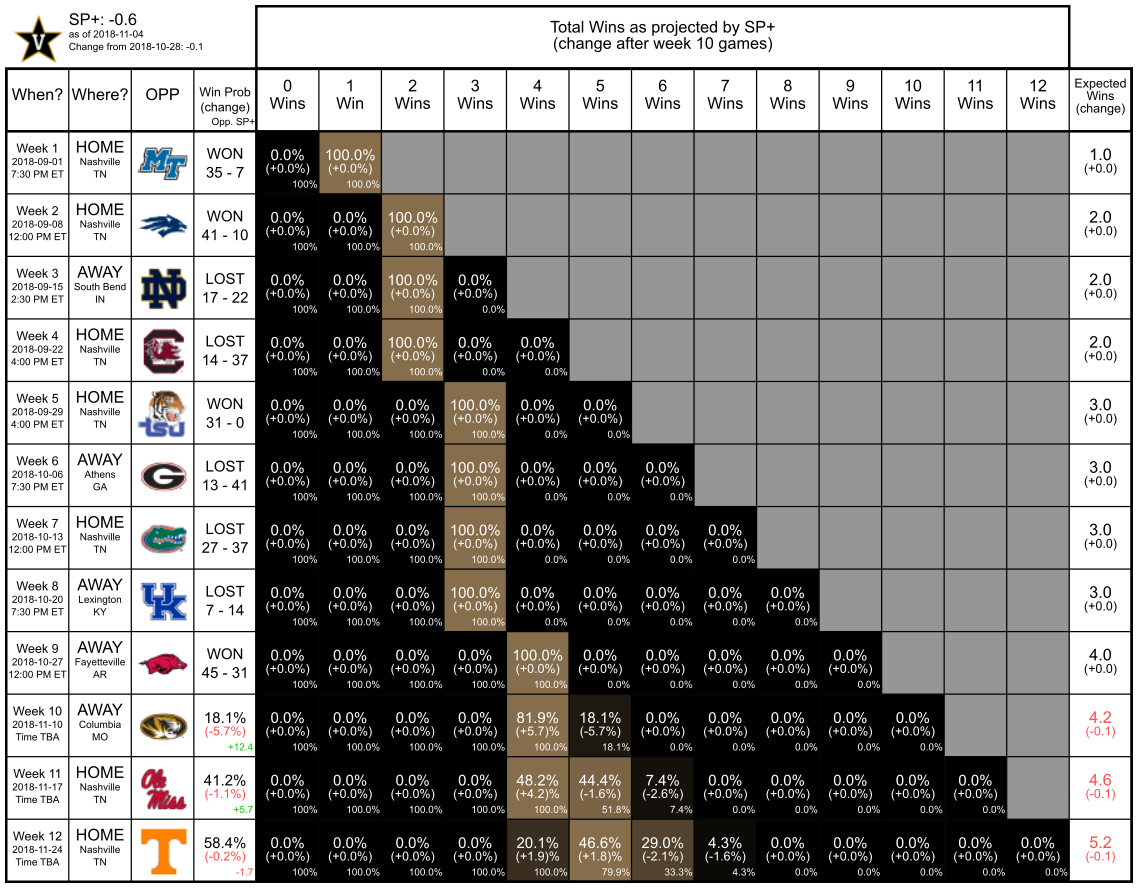 SP+: -0.6
as of 2018-11-04
Change from 2018-10-28: -0.1
V
Total Wins as projected by SP+
(change after week 10 games)
When? Where? OPP Win Prob (change) Opp. SP+ 0 Wins 1 Win 2 Wins 3 Wins 4 Wins 5 Wins 6 Wins 7 Wins 8 Wins 9 Wins 10 Wins 11 Wins 12 Wins Expected Wins (change)
Week 1 HOME MT WON 0.0% 100.0% 1.0
2018-09-01 Nashville 35 - 7 (+0.0%) (+0.0%) (+0.0)
7:30 PM ET TN 100% 100.0%
Week 2 HOME WON 0.0% 0.0% 100.0% 2.0
2018-09-08 Nashville 41 - 10 (+0.0%) (+0.0%) (+0.0%) (+0.0)
12:00 PM ET TN 100% 100.0% 100.0%
Week 3 AWAY ND LOST 0.0% 0.0% 100.0% 0.0% 2.0
2018-09-15 South Bend 17 - 22 (+0.0%) (+0.0%) (+0.0%) (+0.0%) (+0.0)
2:30 PM ET IN 100% 100.0% 100.0% 0.0%
Week 4 HOME C LOST 0.0% 0.0% 100.0% 0.0% 0.0% 2.0
2018-09-22 Nashville 14 - 37 (+0.0%) (+0.0%) (+0.0%) (+0.0%) (+0.0%) (+0.0)
4:00 PM ET TN 100% 100.0% 100.0% 0.0% 0.0%
Week 5 HOME tsu WON 0.0% 0.0% 0.0% 100.0% 0.0% 0.0% 3.0
2018-09-29 Nashville 31 - 0 (+0.0%) (+0.0%) (+0.0%) (+0.0%) (+0.0%) (+0.0%) (+0.0)
4:00 PM ET TN 100% 100.0% 100.0% 100.0% 0.0% 0.0%
Week 6 AWAY G LOST 0.0% 0.0% 0.0% 100.0% 0.0% 0.0% 0.0% 3.0
2018-10-06 Athens 13 - 41 (+0.0%) (+0.0%) (+0.0%) (+0.0%) (+0.0%) (+0.0%) (+0.0%) (+0.0)
7:30 PM ET GA 100% 100.0% 100.0% 100.0% 0.0% 0.0% 0.0%
Week 7 HOME LOST 0.0% 0.0% 0.0% 100.0% 0.0% 0.0% 0.0% 0.0% 3.0
2018-10-13 Nashville 27 - 37 (+0.0%) (+0.0%) (+0.0%) (+0.0%) (+0.0%) (+0.0%) (+0.0%) (+0.0%) (+0.0)
12:00 PM ET TN 100% 100.0% 100.0% 100.0% 0.0% 0.0% 0.0% 0.0%
Week 8 AWAY UK LOST 0.0% 0.0% 0.0% 100.0% 0.0% 0.0% 0.0% 0.0% 0.0% 3.0
2018-10-20 Lexington 7 - 14 (+0.0%) (+0.0%) (+0.0%) (+0.0%) (+0.0%) (+0.0%) (+0.0%) (+0.0%) (+0.0%) (+0.0)
7:30 PM ET KY 100% 100.0% 100.0% 100.0% 0.0% 0.0% 0.0% 0.0% 0.0%
Week 9 AWAY WON 0.0% 0.0% 0.0% 0.0% 100.0% 0.0% 0.0% 0.0% 0.0% 0.0% 4.0
2018-10-27 Fayetteville 45 - 31 (+0.0%) (+0.0%) (+0.0%) (+0.0%) (+0.0%) (+0.0%) (+0.0%) (+0.0%) (+0.0%) (+0.0%) (+0.0)
12:00 PM ET AR 100% 100.0% 100.0% 100.0% 100.0% 0.0% 0.0% 0.0% 0.0% 0.0%
Week 10 AWAY 18.1% 0.0% 0.0% 0.0% 0.0% 81.9% 18.1% 0.0% 0.0% 0.0% 0.0% 0.0% 4.2
2018-11-10 Columbia (-5.7%) (+0.0%) (+0.0%) (+0.0%) (+0.0%) (+5.7)% (-5.7%) (+0.0%) (+0.0%) (+0.0%) (+0.0%) (+0.0%) (-0.1)
Time TBA MO +12.4 100% 100.0% 100.0% 100.0% 100.0% 18.1% 0.0% 0.0% 0.0% 0.0% 0.0%
Week 11 HOME Ole Miss 41.2% 0.0% 0.0% 0.0% 0.0% 48.2% 44.4% 7.4% 0.0% 0.0% 0.0% 0.0% 0.0% 4.6
2018-11-17 Nashville (-1.1%) (+0.0%) (+0.0%) (+0.0%) (+0.0%) (+4.2)% (-1.6%) (-2.6%) (+0.0%) (+0.0%) (+0.0%) (+0.0%) (+0.0%) (-0.1)
Time TBA TN +5.7 100% 100.0% 100.0% 100.0% 100.0% 51.8% 7.4% 0.0% 0.0% 0.0% 0.0% 0.0%
Week 12 HOME T 58.4% 0.0% 0.0% 0.0% 0.0% 20.1% 46.6% 29.0% 4.3% 0.0% 0.0% 0.0% 0.0% 0.0% 5.2
2018-11-24 Nashville (-0.2%) (+0.0%) (+0.0%) (+0.0%) (+0.0%) (+1.9)% (+1.8)% (-2.1%) (-1.6%) (+0.0%) (+0.0%) (+0.0%) (+0.0%) (+0.0%) (-0.1)
Time TBA TN -1.7 100% 100.0% 100.0% 100.0% 100.0% 79.9% 33.3% 4.3% 0.0% 0.0% 0.0% 0.0% 0.0%